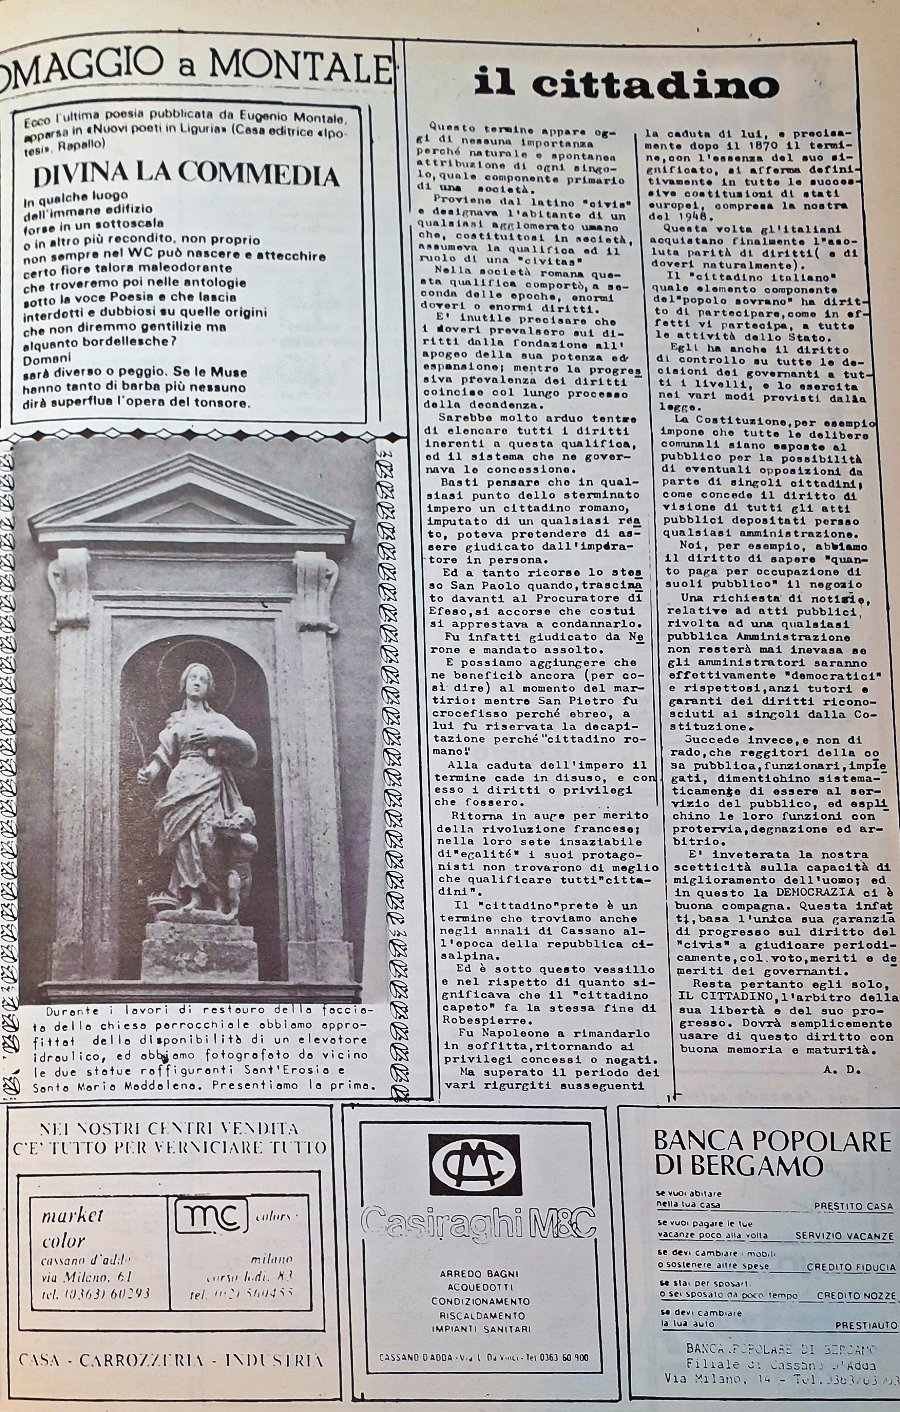 OMAGGIO a MONTALE
Ecco l'ultima poesia pubblicata da Eugenio Montale,
apparsa in «Nuovi poeti in Liguria» (Casa editrice «Ipo-
tesi», Rapallo)
DIVINA LA COMMEDIA
In qualche luogo
dell'immane edifizio
forse in un sottoscala
o in altro più recondito, non proprio
non sempre nel WC può nascere e attecchire
certo fiore talora maleodorante
che troveremo poi nelle antologie
sotto la voce Poesia e che lascia
interdetti e dubbiosi su quelle origini
che non diremmo gentilizie ma
alquanto bordellesche?
Domani
sarà diverso o peggio. Se le Muse
hanno tanto di barba più nessuno
dirà superflua l'opera del tonsore.
Durante i lavori di restauro della faccia-
ta della chiesa parrocchiale abbiamo appro-
fittat della disponibilità di un elevatore
idraulico, ed abbiamo fotografato da vicino
le due statue raffiguranti Sant'Erosia e
Santa Maria Maddalena. Presentiamo la prima.
il cittadino
Questo termine appare og-
gi di nessuna importanza
perché naturale e spontanea
attribuzione di ogni singo-
lo, quale componente primario
di una società.
Proviene dal latino "civis"
e designava l'abitante di un
qualsiasi agglomerato umano
che, costituitosi in società,
assumeva la qualifica ed il
ruolo di una "civitas"
Nella società romana que-
sta qualifica comportò, a se-
conda delle epoche, enormi
doveri o enormi diritti.
E' inutile precisare che
i doveri prevalsero sui di-
ritti dalla fondazione all'
apogeo della sua potenza ed
espansione; mentre la progres
siva prevalenza dei diritti
coincise col lungo processo
della decadenza.
Sarebbe molto arduo tentre
di elencare tutti i diritti
inerenti a questa qualifica,
ed il sistema che ne gover-
nava le concessione.
Basti pensare che in qual-
siasi punto dello sterminato
impero un cittadino romano,
imputato di un qualsiasi rea
to, poteva pretendere di es-
sere giudicato dall'impera-
tore in persona.
Ed a tanto ricorse lo stes
so San Paolo quando,trascina
to davanti al Procuratore di
Efeso,si accorse che costui
si apprestava a condannarlo.
Fu infatti giudicato da Ne
rone e mandato assolto.
E possiamo aggiungere che
ne beneficiò ancora (per co-
sì dire) al momento del mar-
tirio: mentre San Pietro fu
crocefisso perché ebreo, a
lui fu riservata la decapi-
tazione perché "cittadino ro-
mano"
Alla caduta dell'impero il
termine cade in disuso, e con
esso i diritti o privilegi
che fossero.
Ritorna in auge per merito
della rivoluzione francese;
nella loro sete insaziabile
di"egalité" i suoi protago-
nisti non trovarono di meglio
che qualificare tutti"citta-
dini".
Il "cittadino"prete è un
termine che troviamo anche
negli annali di Cassano al-
l'epoca della repubblica ci-
salpina.
Ed è sotto questo vessillo
e nel rispetto di quanto si-
gnificava che il "cittadino
capeto" fa la stessa fine di
Robespierre.
Fu Napoleone a rimandarlo
in soffitta,ritornando ai
privilegi concessi o negati.
Ma superato il periodo dei
vari rigurgiti susseguenti
la caduta di lui, e precisa-
mente dopo il 1870 il termi-
ne,con l'essenza del suo si-
gnificato, si afferma defini-
tivamente in tutte le succes-
sive costituzioni di stati
europei, compresa la nostra
del 1948.
Questa volta gl'italiani
acquistano finalmente l"asso-
luta parità di diritti( e di
doveri naturalmente).
Il "cittadino italiano"
quale elemento componente
del"popolo sovrano" ha dirit-
to di partecipare,come in ef-
fetti vi partecipa, a tutte
le attività dello Stato.
Egli ha anche il diritto
di controllo su tutte le de-
cisioni dei governanti a tut-
ti i livelli, e lo esercita
nei vari modi previsti dalla
legge.
La Costituzione,per esempio
impone che tutte le delibere
comunali siano esposte al
pubblico per la possibilità
di eventuali opposizioni da
parte di singoli cittadini;
come concede il diritto di
visione di tutti gli atti
pubblici depositati persso
qualsiasi amministrazione.
Noi, per esempio, abbiamo
il diritto di sapere "quan-
to paga per occupazione di
suoli pubblico" il negozio
Una richiesta di notizie,
relative ad atti pubblici
rivolta ad una qualsiasi
pubblica Amministrazione
non resterà mai inevasa se
gli amministratori saranno
effettivamente "democratici"
e rispettosi,anzi tutori e
garanti dei diritti ricono-
sciuti ai singoli dalla Co-
stituzione.
Succede invece,e non di
rado,che reggitori della co
sa pubblica,funzionari,impie
gati, dimentichino sistema-
ticamente di essere al ser-
vizio del pubblico, ed espli
chino le loro funzioni con
protervia,degnazione ed ar-
bitrio.
E' inveterata la nostra
scetticità sulla capacità di
miglioramento dell'uomo; ed
in questo la DEMOCRAZIA ci è
buona compagna. Questa infat
ti,basa l'unica sua garanzia
di progresso sul diritto del
"civis" a giudicare periodi-
camente,col voto,meriti e de
meriti dei governanti.
Resta pertanto egli solo,
IL CITTADINO,l'arbitro della
sua libertà e del suo pro-
gresso. Dovrà semplicemente
usare di questo diritto con
buona memoria e maturità.
A. D.
NEI NOSTRI CENTRI VENDITA
C'E' TUTTO PER VERNICIARE TUTTO
market
color
cassano d'adda
via Milano, 61
tel. (0363) 60293
mc colors
milano
corso lodi, 83
tel. (02) 560455
CASA - CARROZZERIA - INDUSTRIA
MC
Casiraghi M&C
ARREDO BAGNI
ACQUEDOTTI
CONDIZIONAMENTO
RISCALDAMENTO
IMPIANTI SANITARI
CASSANO D'ADDA - Via L. Da Vinci - Tel. 0363 60 900
BANCA POPOLARE
DI BERGAMO
se vuoi abitare
nella tua casa PRESTITO CASA
se vuoi pagare le tue
vacanze poco alla volta SERVIZIO VACANZE
se devi cambiare i mobili
o sostenere altre spese CREDITO FIDUCIA
se stai per sposarti
o sei sposato da poco tempo CREDITO NOZZE
se devi cambiare
la tua auto PRESTIAUTO
BANCA POPOLARE DI BERGAMO
Filiale di Cassano D'Adda
Via Milano, 14 - Tel.